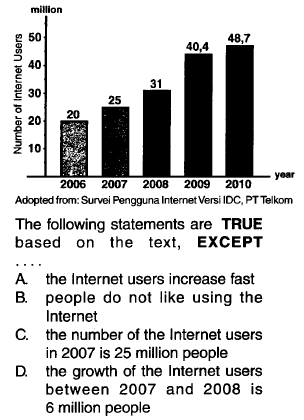 million
Number of Internet Users
50
40
30
20
10
20
25
31
40,4
48,7
2006 2007 2008 2009 2010
year
Adopted from: Survei Pengguna Internet Versi IDC, PT Telkom
The following statements are TRUE
based on the text, EXCEPT
....
A. the Internet users increase fast
B. people do not like using the
Internet
C. the number of the Internet users
in 2007 is 25 million people
D. the growth of the Internet users
between 2007 and 2008 is
6 million people